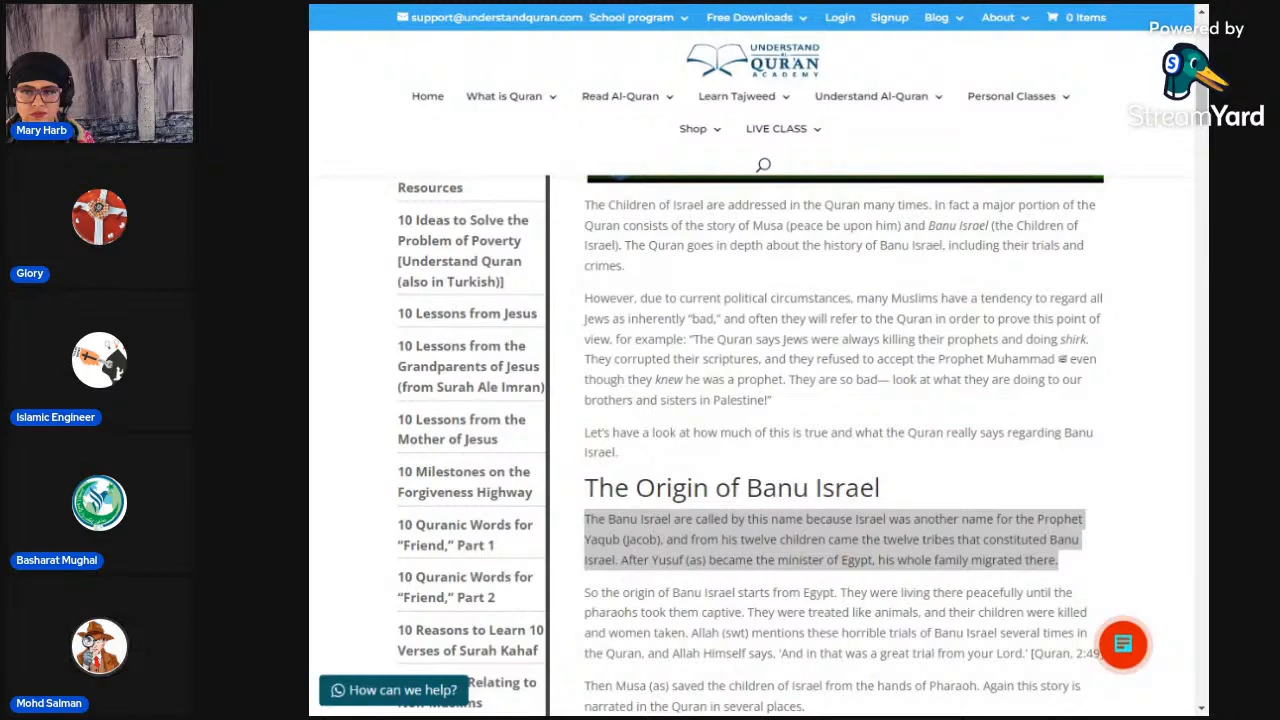 support@understandquran.com School program Free Downloads Login Signup Blog About 0 Items
Powered by
StreamYard
UNDERSTAND
AL
QUR'AN
ACADEMY
Home What is Quran Read Al-Quran Learn Tajweed Understand Al-Quran Personal Classes
Shop LIVE CLASS
Mary Harb
Glory
Islamic Engineer
Basharat Mughal
Mohd Salman
Resources
10 Ideas to Solve the
Problem of Poverty
[Understand Quran
(also in Turkish)]
10 Lessons from Jesus
10 Lessons from the
Grandparents of Jesus
(from Surah Ale Imran)
10 Lessons from the
Mother of Jesus
10 Milestones on the
Forgiveness Highway
10 Quranic Words for
“Friend,” Part 1
10 Quranic Words for
“Friend,” Part 2
10 Reasons to Learn 10
Verses of Surah Kahaf
Relating to
How can we help?
The Children of Israel are addressed in the Quran many times. In fact a major portion of the
Quran consists of the story of Musa (peace be upon him) and Banu Israel (the Children of
Israel). The Quran goes in depth about the history of Banu Israel, including their trials and
crimes.
However, due to current political circumstances, many Muslims have a tendency to regard all
Jews as inherently “bad,” and often they will refer to the Quran in order to prove this point of
view, for example: “The Quran says Jews were always killing their prophets and doing shirk.
They corrupted their scriptures, and they refused to accept the Prophet Muhammad ﷺ even
though they knew he was a prophet. They are so bad— look at what they are doing to our
brothers and sisters in Palestine!”
Let’s have a look at how much of this is true and what the Quran really says regarding Banu
Israel.
The Origin of Banu Israel
The Banu Israel are called by this name because Israel was another name for the Prophet
Yaqub (Jacob), and from his twelve children came the twelve tribes that constituted Banu
Israel. After Yusuf (as) became the minister of Egypt, his whole family migrated there.
So the origin of Banu Israel starts from Egypt. They were living there peacefully until the
pharaohs took them captive. They were treated like animals, and their children were killed
and women taken. Allah (swt) mentions these horrible trials of Banu Israel several times in
the Quran, and Allah Himself says, ‘And in that was a great trial from your Lord.’ [Quran, 2:49]
Then Musa (as) saved the children of Israel from the hands of Pharaoh. Again this story is
narrated in the Quran in several places.